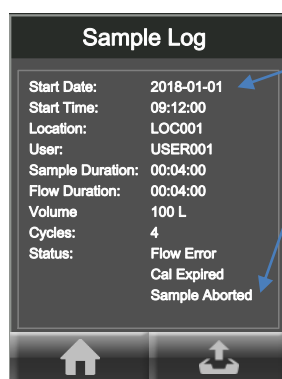 Sample Log
Start Date: 2018-01-01
Start Time: 09:12:00
Location: LOC001
User: USER001
Sample Duration: 00:04:00
Flow Duration: 00:04:00
Volume 100 L
Cycles: 4
Status: Flow Error
Cal Expired
Sample Aborted